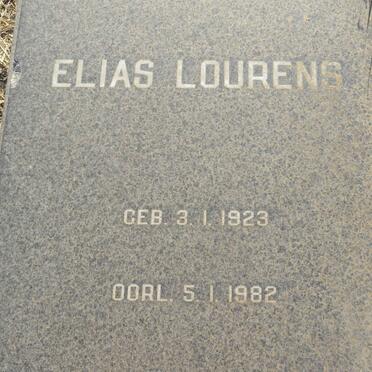 ELIAS LOURENS
GEB. 3. 1. 1923
OORL. 5. 1. 1982